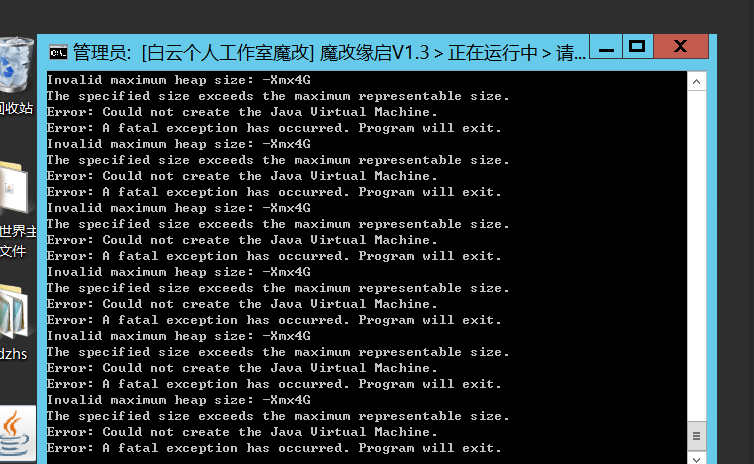 管理员: [白云个人工作室魔改] 魔改缘启V1.3 > 正在运行中 > 请...
Invalid maximum heap size: -Xmx4G
The specified size exceeds the maximum representable size.
Error: Could not create the Java Virtual Machine.
Error: A fatal exception has occurred. Program will exit.
Invalid maximum heap size: -Xmx4G
The specified size exceeds the maximum representable size.
Error: Could not create the Java Virtual Machine.
Error: A fatal exception has occurred. Program will exit.
Invalid maximum heap size: -Xmx4G
The specified size exceeds the maximum representable size.
Error: Could not create the Java Virtual Machine.
Error: A fatal exception has occurred. Program will exit.
Invalid maximum heap size: -Xmx4G
The specified size exceeds the maximum representable size.
Error: Could not create the Java Virtual Machine.
Error: A fatal exception has occurred. Program will exit.
Invalid maximum heap size: -Xmx4G
The specified size exceeds the maximum representable size.
Error: Could not create the Java Virtual Machine.
Error: A fatal exception has occurred. Program will exit.
Invalid maximum heap size: -Xmx4G
The specified size exceeds the maximum representable size.
Error: Could not create the Java Virtual Machine.
Error: A fatal exception has occurred. Program will exit.
回收站
世界主
文件
dzhs